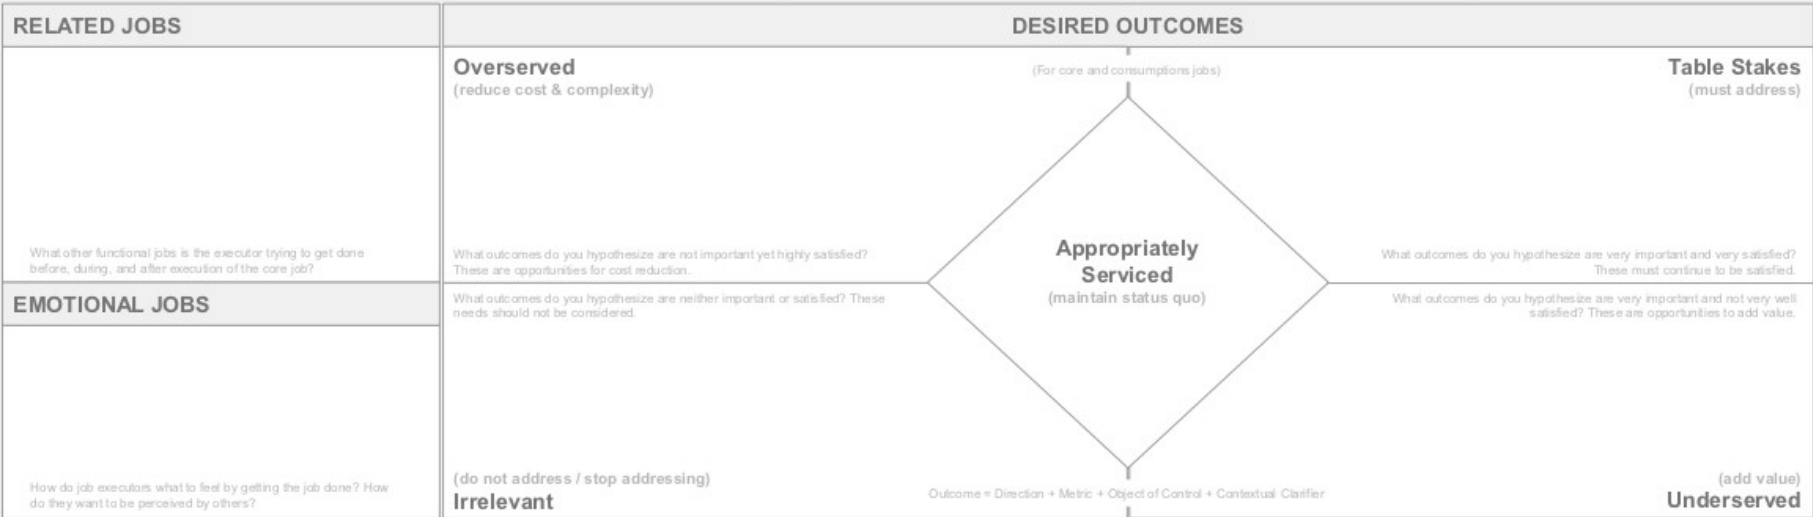 RELATED JOBS
What other functional jobs is the executor trying to get done
before, during, and after execution of the core job?
EMOTIONAL JOBS
How do job executors what to feel by getting the job done? How
do they want to be perceived by others?
DESIRED OUTCOMES
(For core and consumptions jobs)
Overserved
(reduce cost & complexity)
What outcomes do you hypothesize are not important yet highly satisfied?
These are opportunities for cost reduction.
Table Stakes
(must address)
What outcomes do you hypothesize are very important and very satisfied?
These must continue to be satisfied.
Appropriately
Serviced
(maintain status quo)
What outcomes do you hypothesize are neither important or satisfied? These
needs should not be considered.
(do not address / stop addressing)
Irrelevant
What outcomes do you hypothesize are very important and not very well
satisfied? These are opportunities to add value.
(add value)
Underserved
Outcome = Direction + Metric + Object of Control + Contextual Clarifier